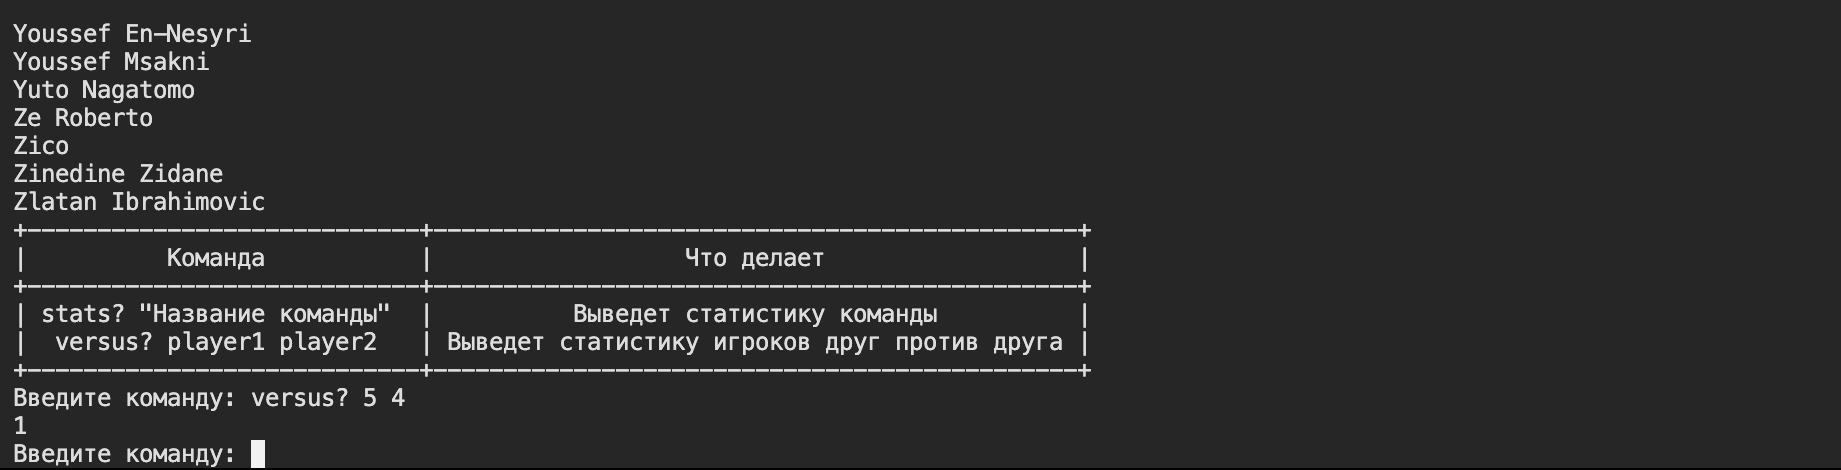 Youssef En-Nesyri
Youssef Msakni
Yuto Nagatomo
Ze Roberto
Zico
Zinedine Zidane
Zlatan Ibrahimovic
+----------------------------+----------------------------------------------+
|          Команда           |                  Что делает                  |
+----------------------------+----------------------------------------------+
| stats? "Название команды"  |          Выведет статистику команды          |
|  versus? player1 player2   | Выведет статистику игроков друг против друга |
+----------------------------+----------------------------------------------+
Введите команду: versus? 5 4
1
Введите команду: